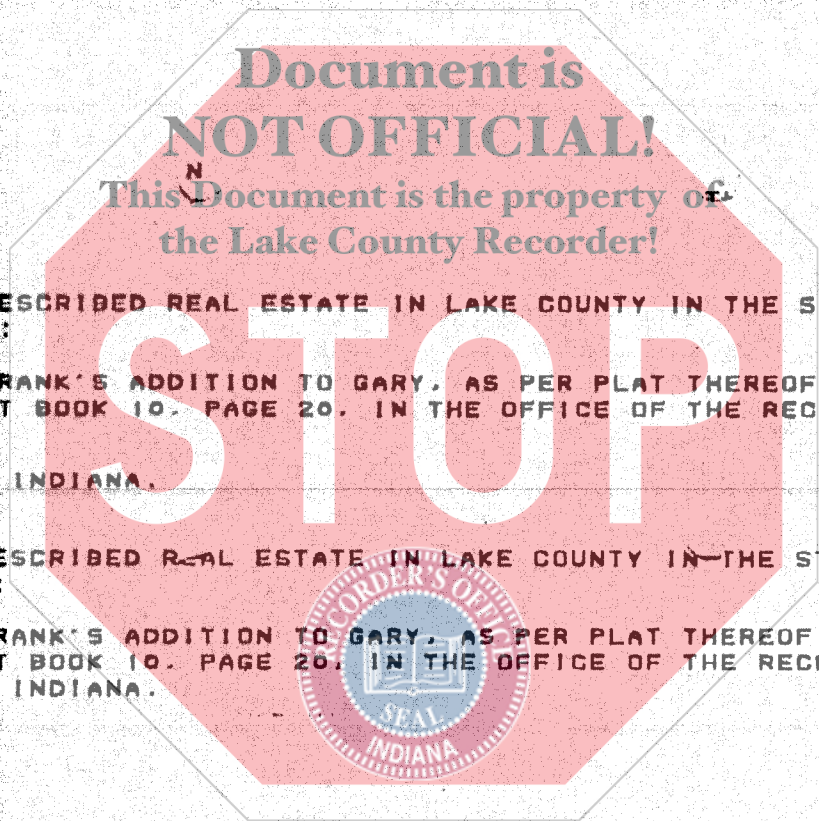 Document is
NOT OFFICIAL!
N
This Document is the property of
the Lake County Recorder!
ESCRIBED REAL ESTATE IN LAKE COUNTY IN THE S
:
RANK'S ADDITION TO GARY, AS PER PLAT THEREOF
T BOOK 10. PAGE 20. IN THE OFFICE OF THE REC
INDIANA.
STOP
ESCRIBED REAL ESTATE IN LAKE COUNTY IN THE ST
:
RANK'S ADDITION TO GARY, AS PER PLAT THEREOF
T BOOK 10. PAGE 20. IN THE OFFICE OF THE RECO
INDIANA.
RECORDER'S OFFICE
SEAL
INDIANA